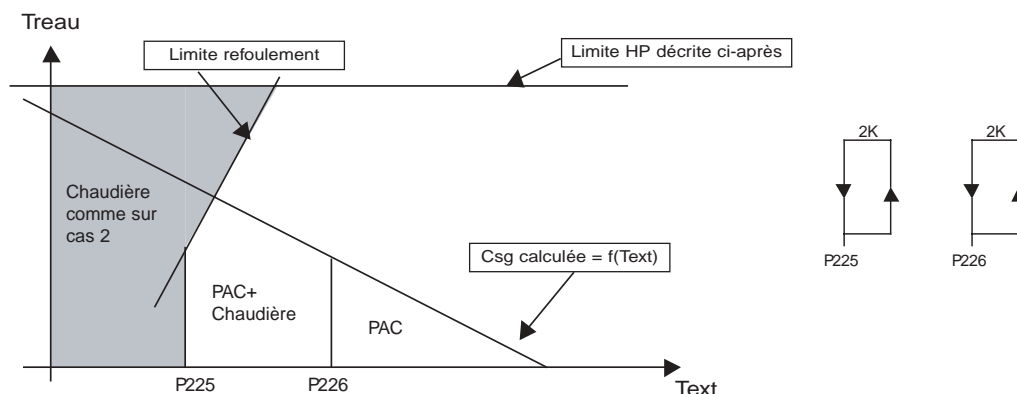 Treau
Limite refoulement
Limite HP décrite ci-après
2K
2K
Chaudière
comme sur
cas 2
Csg calculée = f(Text)
P225
P226
PAC+
Chaudière
PAC
P225
P226
Text